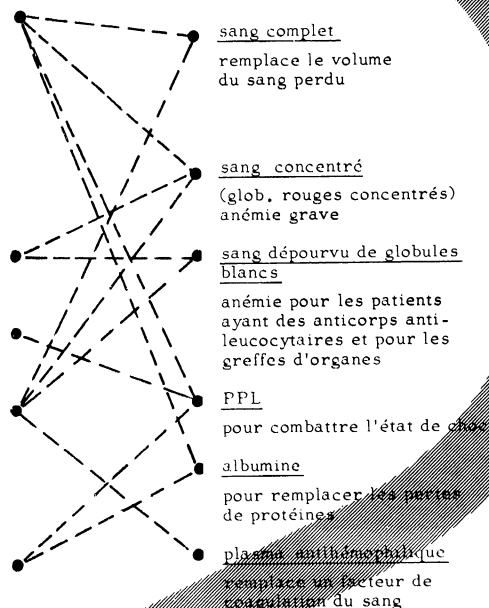 sang complet
remplace le volume
du sang perdu
sang concentré
(glob. rouges concentrés)
anémie grave
sang dépourvu de globules
blancs
anémie pour les patients
ayant des anticorps anti-
leucocytaires et pour les
greffes d'organes
PPL
pour combattre l'état de choc
albumine
pour remplacer les pertes
de protéines
plasma antihémophilique
remplace un facteur de
coagulation du sang